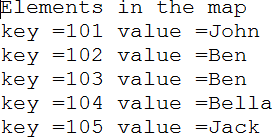 Elements in the map
key =101 value =John
key =102 value =Ben
key =103 value =Ben
key =104 value =Bella
key =105 value =Jack